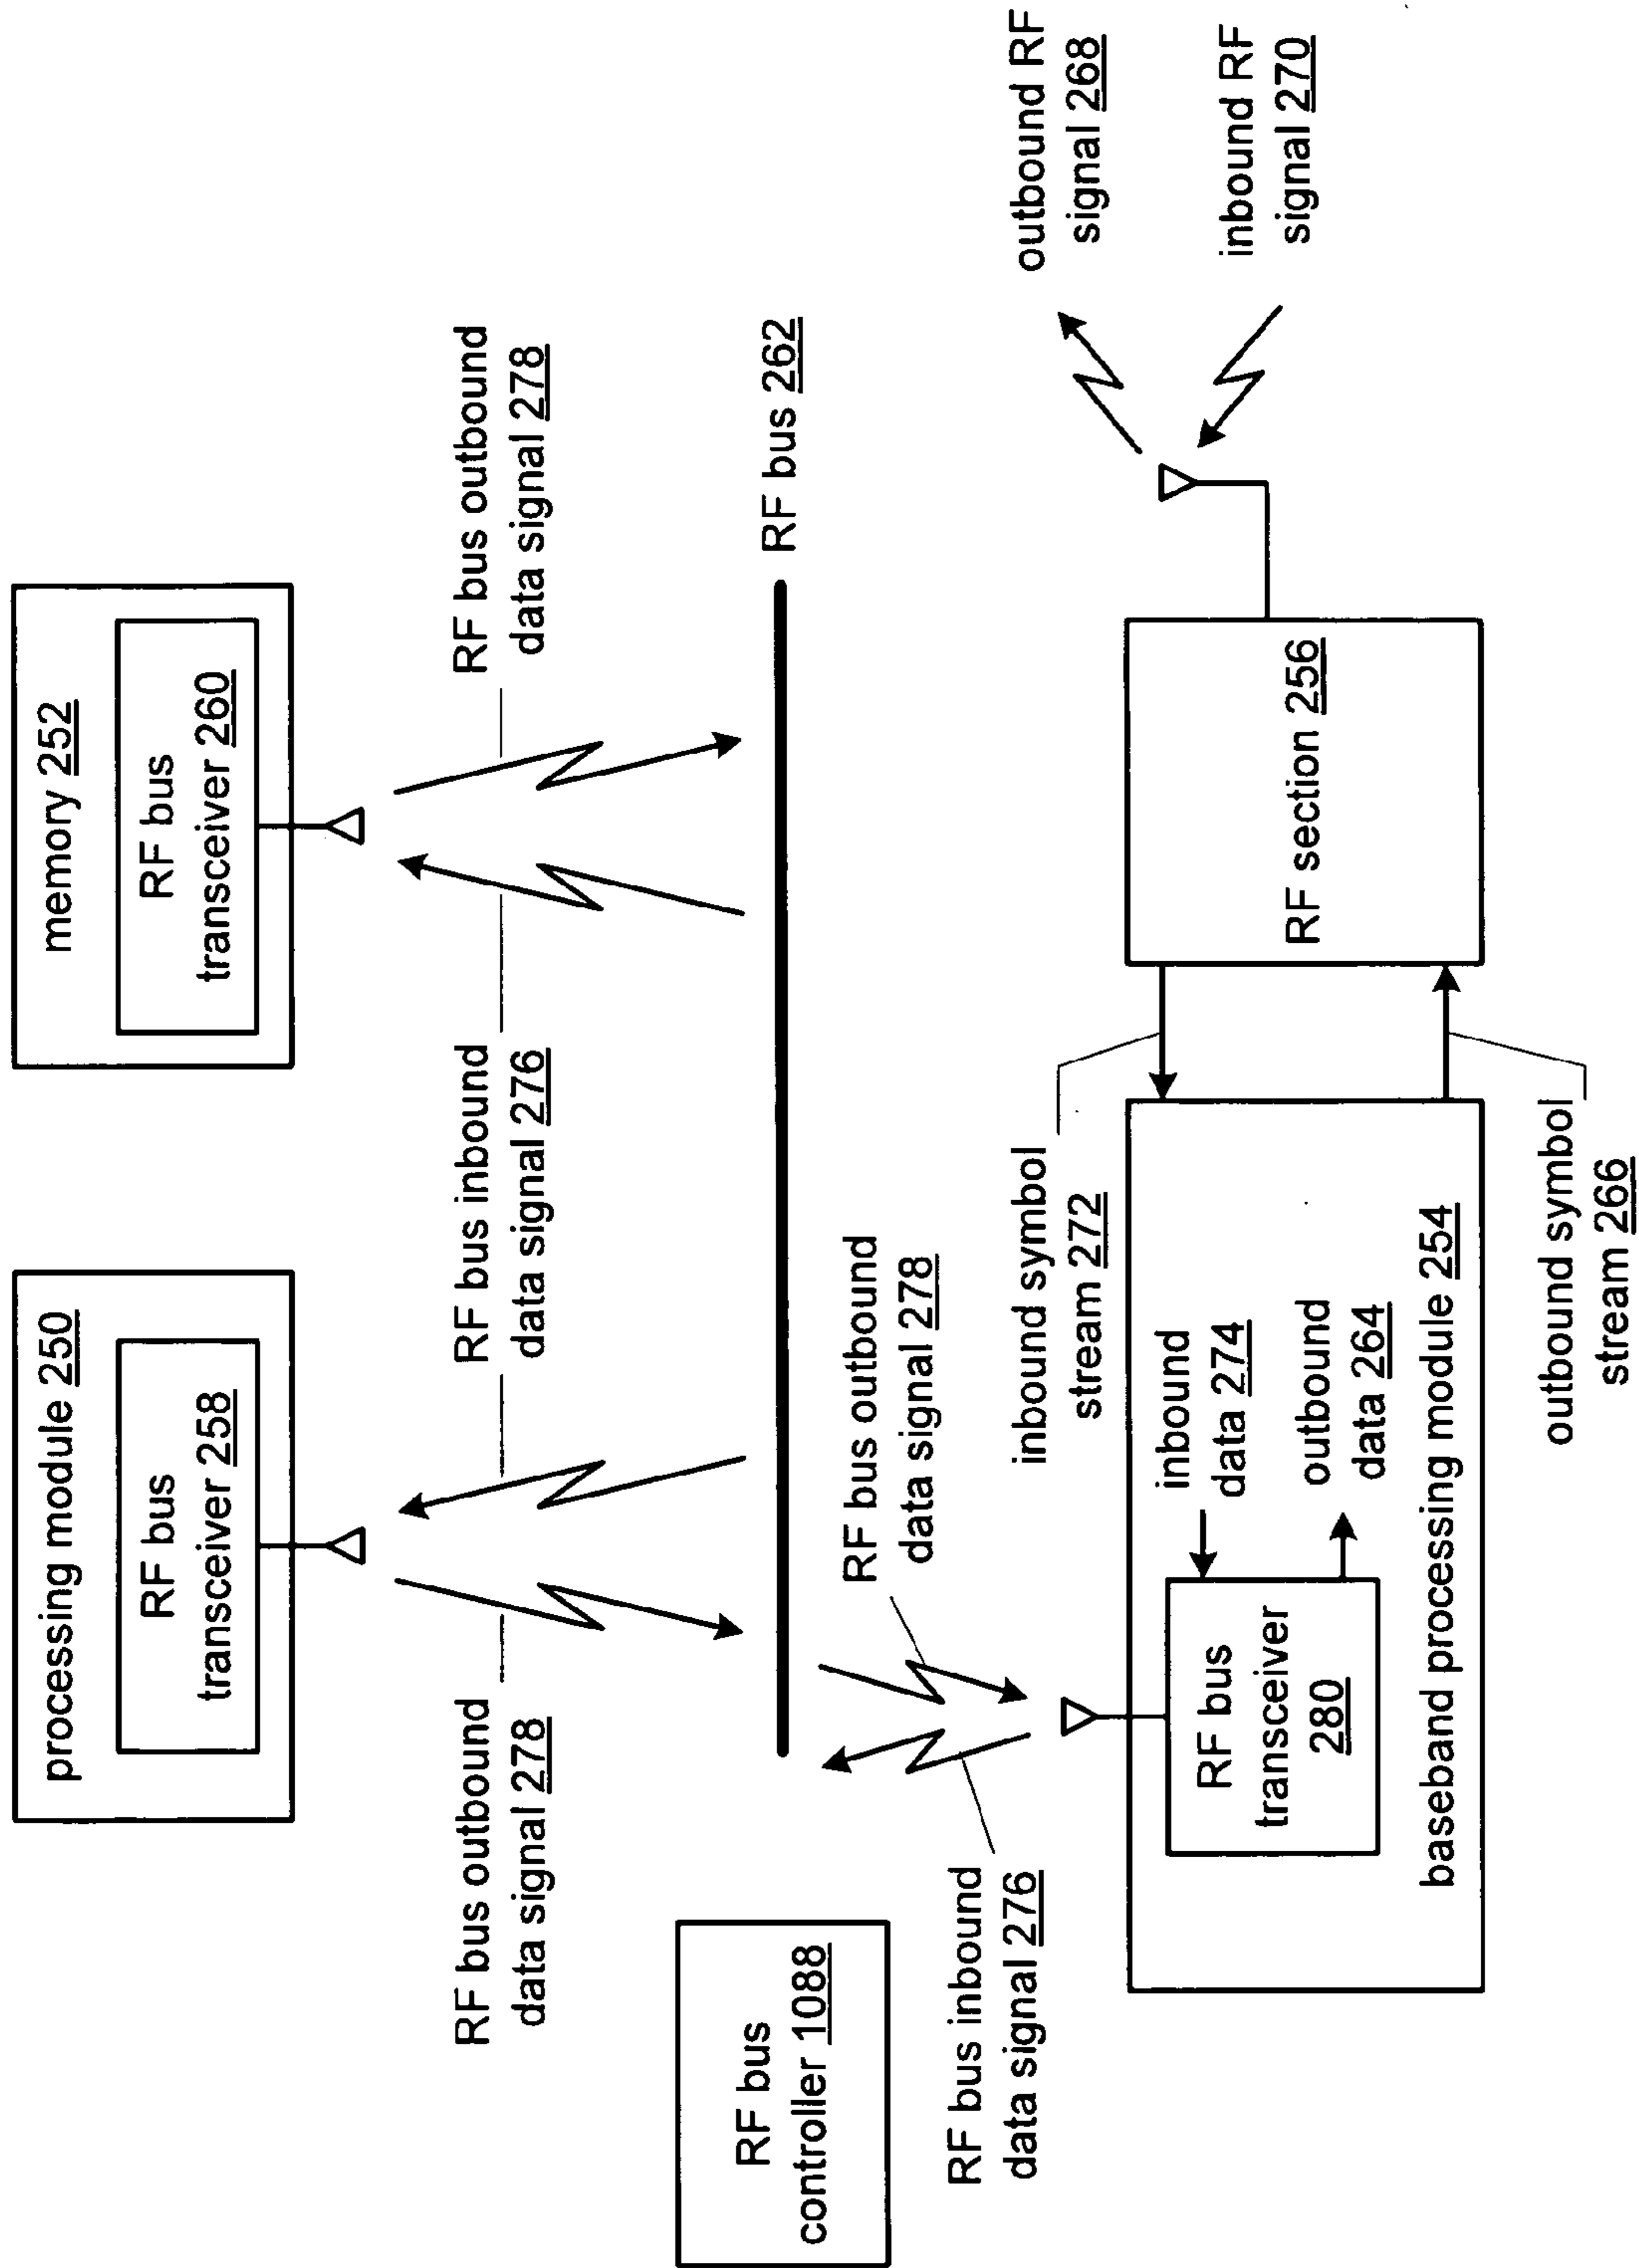 processing module 250
RF bus
transceiver 258
memory 252
RF bus
transceiver 260
RF bus outbound
data signal 278
RF bus inbound
data signal 276
RF bus outbound
data signal 278
RF bus
controller 1088
RF bus 262
RF bus inbound
data signal 276
RF bus outbound
data signal 278
inbound symbol
stream 272
outbound RF
signal 268
inbound RF
signal 270
RF bus
transceiver
280
inbound
data 274
outbound
data 264
baseband processing module 254
RF section 256
outbound symbol
stream 266